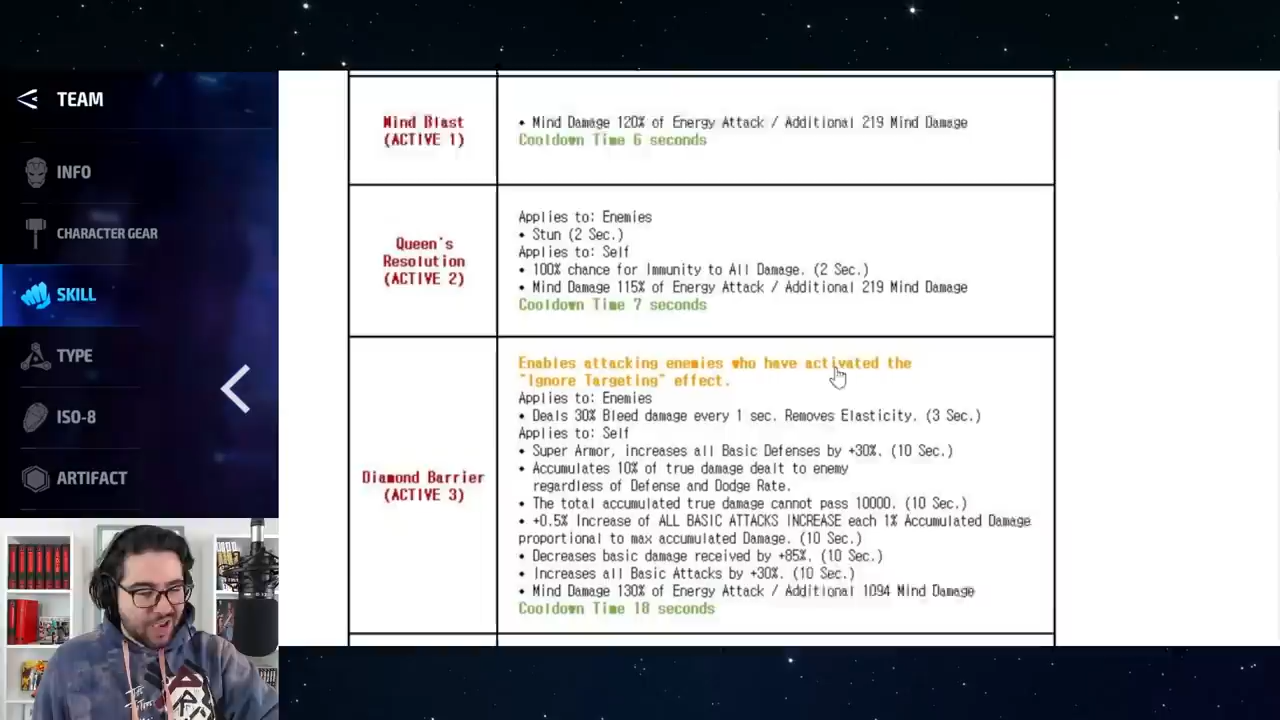 TEAM
INFO
CHARACTER GEAR
SKILL
TYPE
ISO-8
ARTIFACT
Mind Blast
(ACTIVE 1)
• Mind Damage 120% of Energy Attack / Additional 219 Mind Damage
Cooldown Time 6 seconds
Queen's
Resolution
(ACTIVE 2)
Applies to: Enemies
• Stun (2 Sec.)
Applies to: Self
• 100% chance for Immunity to All Damage. (2 Sec.)
• Mind Damage 115% of Energy Attack / Additional 219 Mind Damage
Cooldown Time 7 seconds
Diamond Barrier
(ACTIVE 3)
Enables attacking enemies who have activated the
"Ignore Targeting" effect.
Applies to: Enemies
• Deals 30% Bleed damage every 1 sec. Removes Elasticity. (3 Sec.)
Applies to: Self
• Super Armor, increases all Basic Defenses by +30%. (10 Sec.)
• Accumulates 10% of true damage dealt to enemy
regardless of Defense and Dodge Rate.
• The total accumulated true damage cannot pass 10000. (10 Sec.)
• +0.5% Increase of ALL BASIC ATTACKS INCREASE each 1% Accumulated Damage
proportional to max accumulated Damage. (10 Sec.)
• Decreases basic damage received by +85%. (10 Sec.)
• Increases all Basic Attacks by +30%. (10 Sec.)
• Mind Damage 130% of Energy Attack / Additional 1094 Mind Damage
Cooldown Time 18 seconds